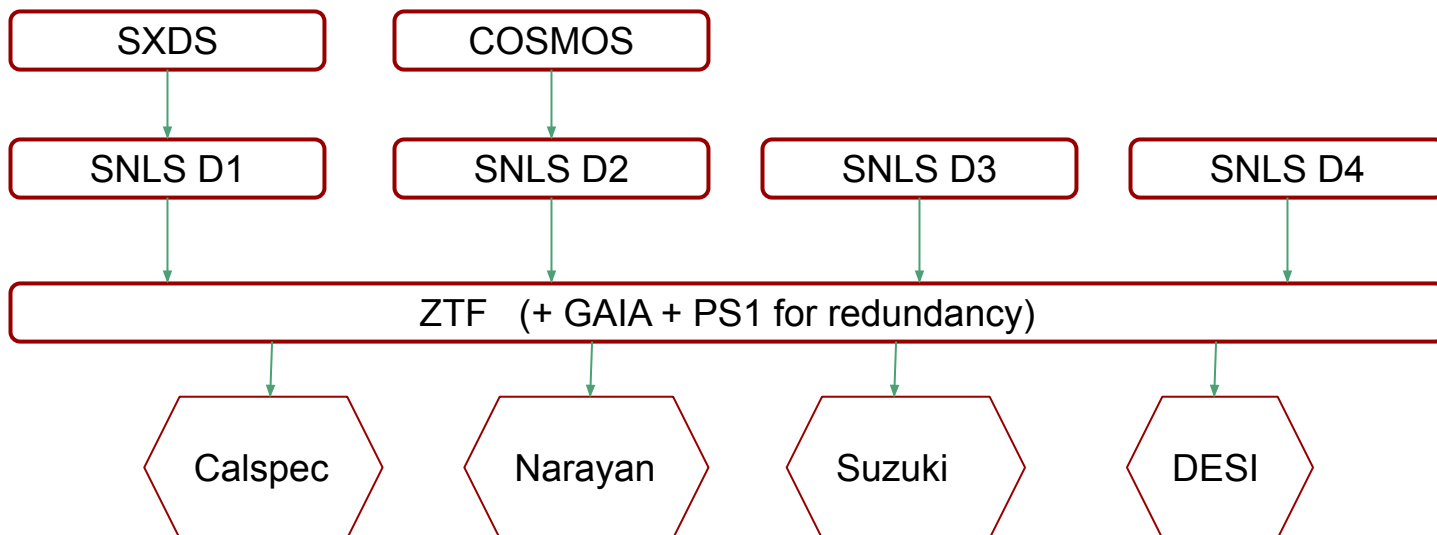 SXDS
COSMOS
SNLS D1
SNLS D2
SNLS D3
SNLS D4
ZTF (+ GAIA + PS1 for redundancy)
Calspec
Narayan
Suzuki
DESI